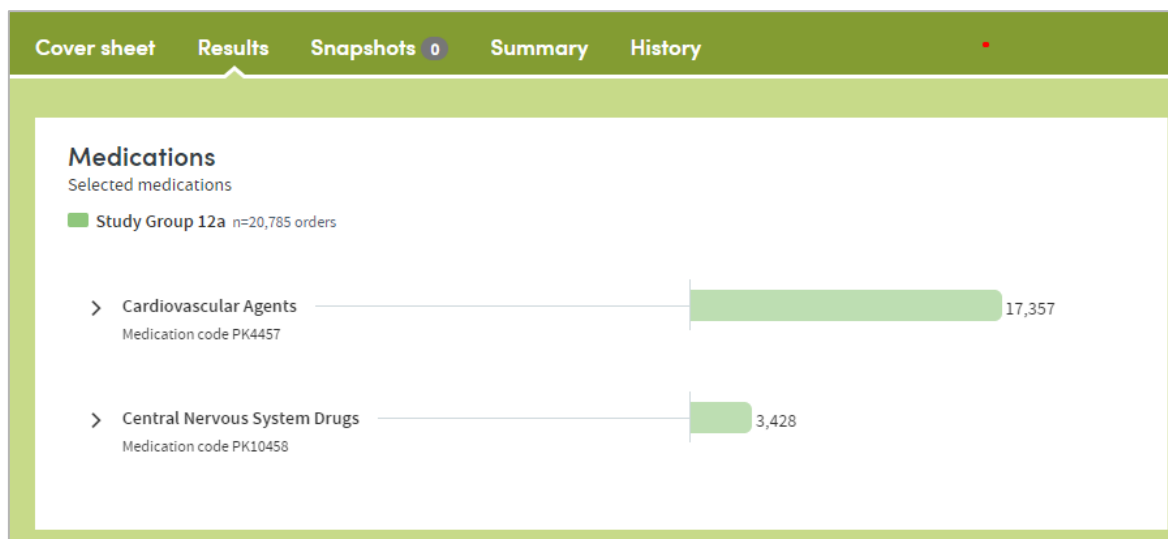 Cover sheet Results Snapshots 0 Summary History
Medications
Selected medications
Study Group 12a n=20,785 orders
Cardiovascular Agents 17,357
Medication code PK4457
Central Nervous System Drugs 3,428
Medication code PK10458